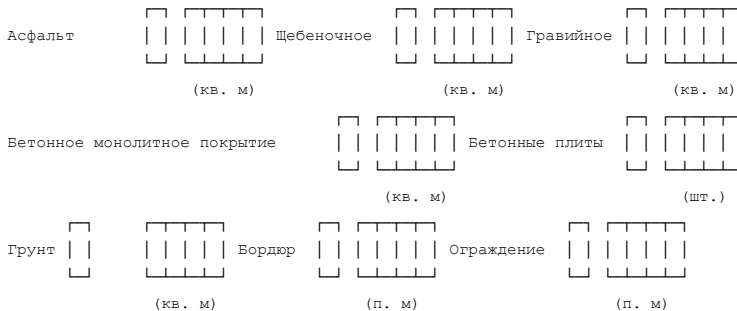 Асфальт Щебеночное Гравийное
(кв. м) (кв. м) (кв. м)
Бетонное монолитное покрытие Бетонные плиты
(кв. м) (шт.)
Грунт Бордюр Ограждение
(кв. м) (п. м) (п. м)